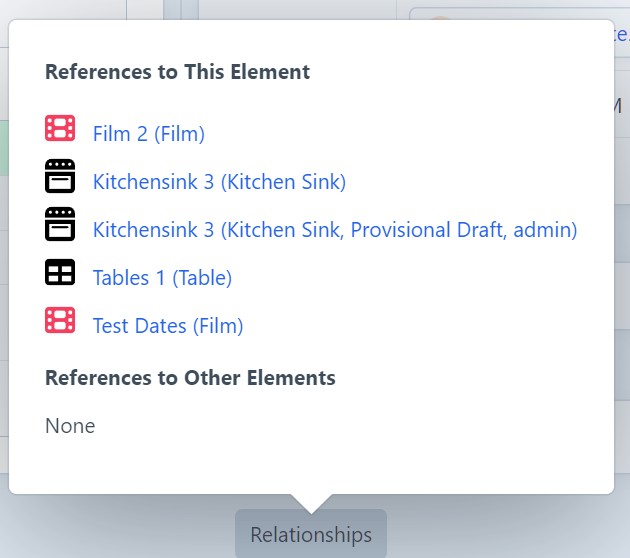 te.
References to This Element
M
Film 2 (Film)
Kitchensink 3 (Kitchen Sink)
Kitchensink 3 (Kitchen Sink, Provisional Draft, admin)
Tables 1 (Table)
Test Dates (Film)
References to Other Elements
None
Relationships